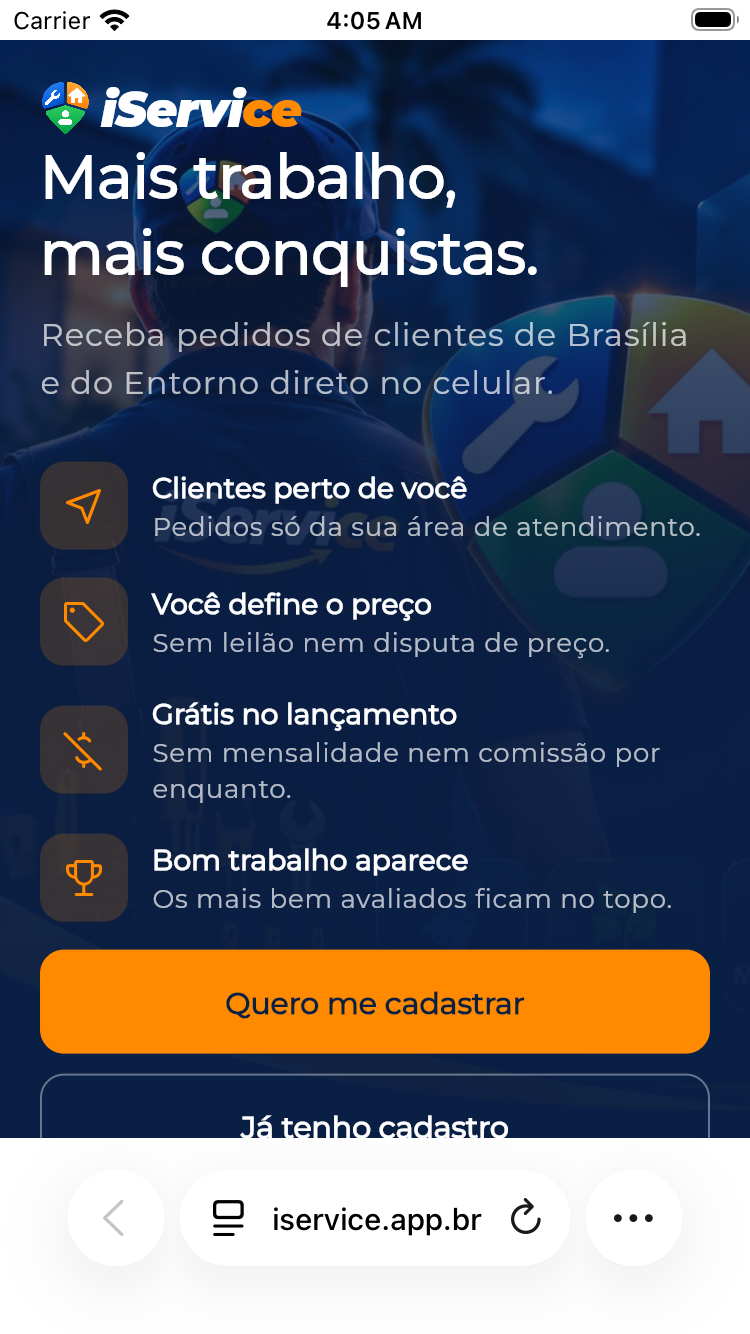 Carrier
4:05 AM
iService
Mais trabalho,
mais conquistas.
Receba pedidos de clientes de Brasília
e do Entorno direto no celular.
Clientes perto de você
Pedidos só da sua área de atendimento.
iService
Você define o preço
Sem leilão nem disputa de preço.
Grátis no lançamento
Sem mensalidade nem comissão por
enquanto.
Bom trabalho aparece
Os mais bem avaliados ficam no topo.
Quero me cadastrar
Já tenho cadastro
iservice.app.br